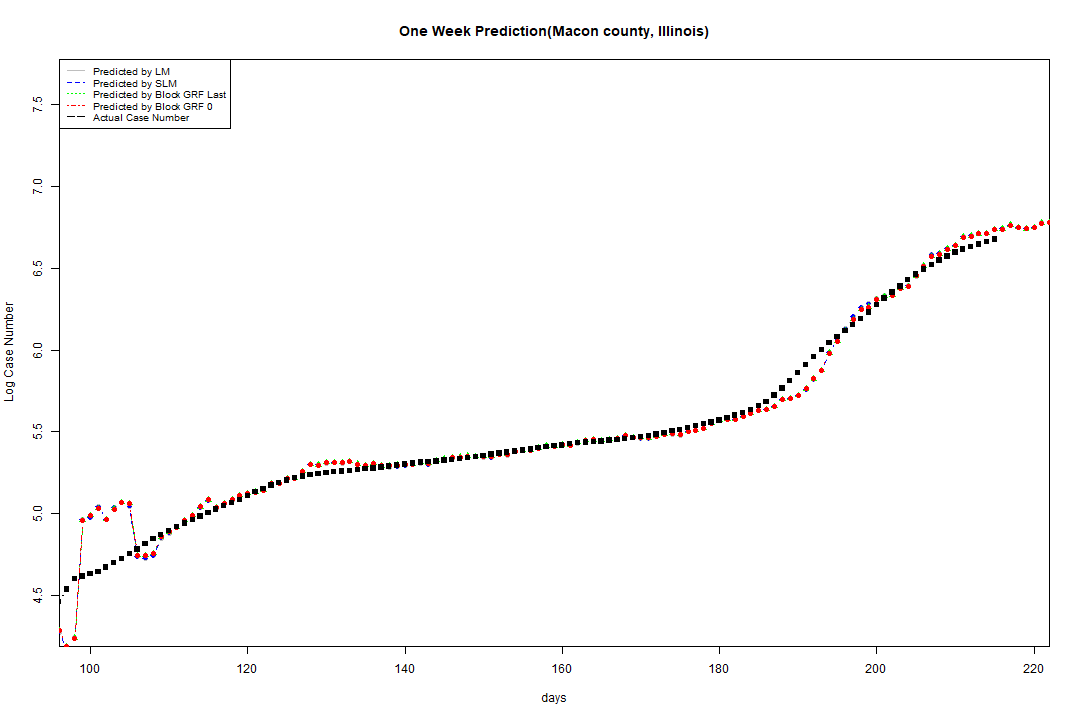 One Week Prediction(Macon county, Illinois)
Predicted by LM
Predicted by SLM
Predicted by Block GRF Last
Predicted by Block GRF 0
Actual Case Number
7.5
7.0
6.5
6.0
5.5
5.0
4.5
Log Case Number
100 120 140 160 180 200 220
days